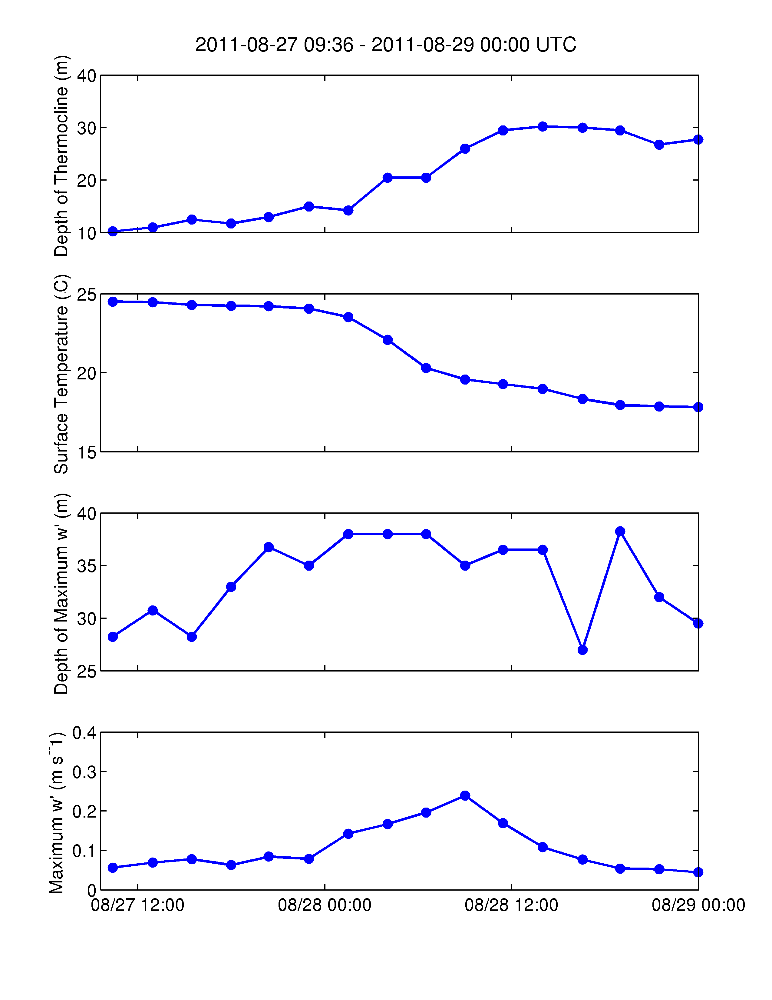 2011-08-27 09:36 - 2011-08-29 00:00 UTC
Depth of Thermocline (m)
40
30
20
10
Surface Temperature (°C)
25
20
15
Depth of Maximum w' (m)
40
35
30
25
Maximum w' (m s--1)
0.4
0.3
0.2
0.1
0
08/27 12:00 08/28 00:00 08/28 12:00 08/29 00:00